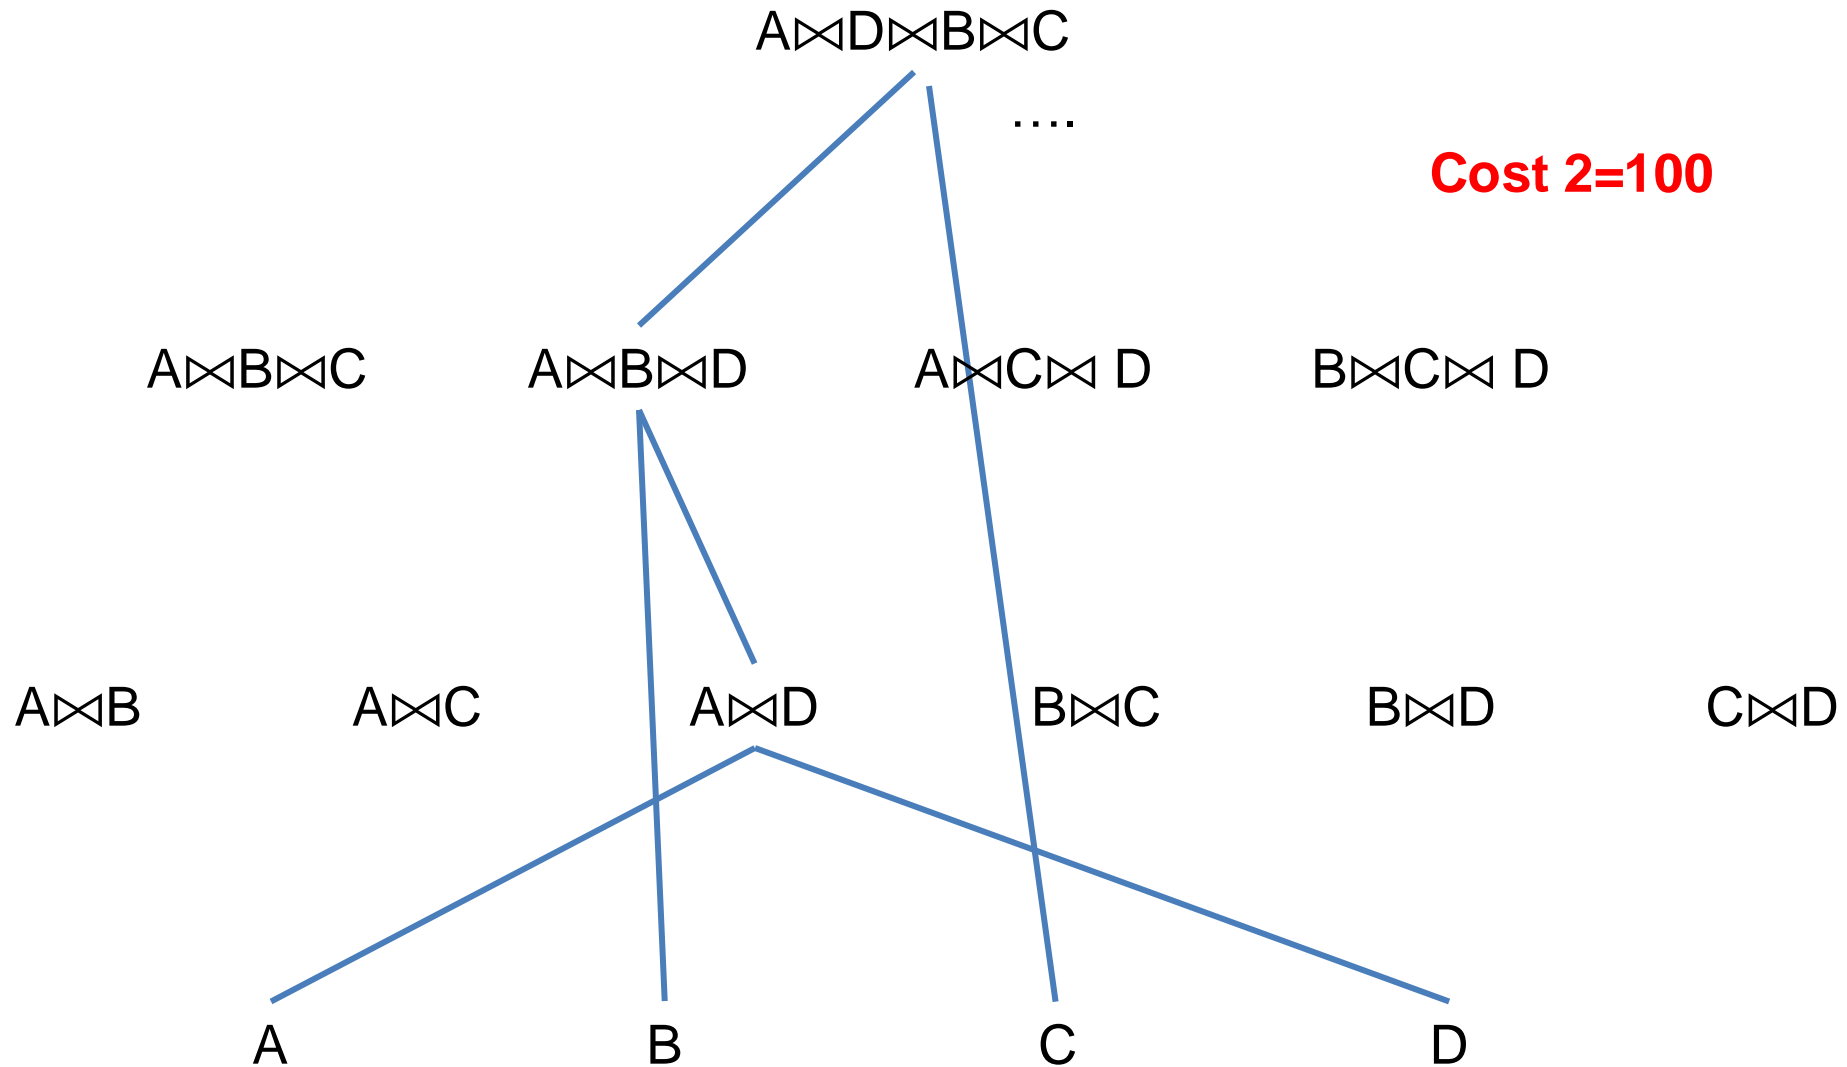 A⋈D⋈B⋈C
….
Cost 2=100
A⋈B⋈C A⋈B⋈D A⋈C⋈ D B⋈C⋈ D
A⋈B A⋈C A⋈D B⋈C B⋈D C⋈D
A B C D